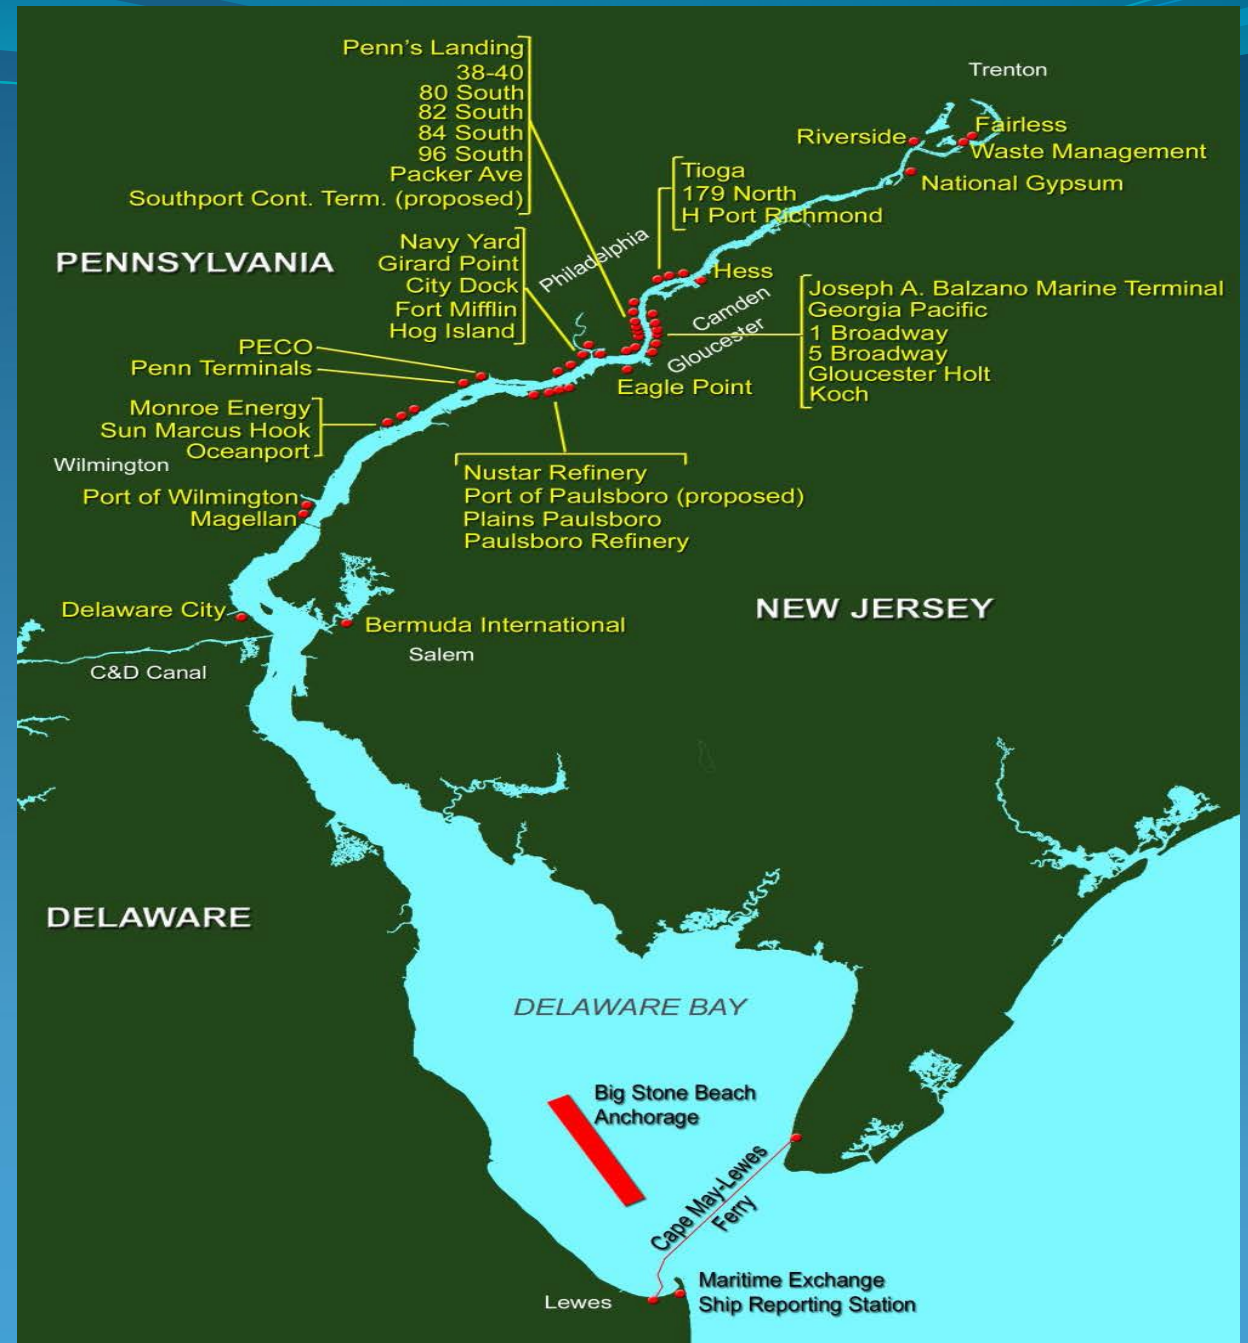 Penn's Landing
38-40
80 South
82 South
84 South
96 South
Packer Ave
Southport Cont. Term. (proposed)
Trenton
Riverside
Fairless
Waste Management
National Gypsum
Tioga
179 North
H Port Richmond
PENNSYLVANIA
Navy Yard
Girard Point
City Dock
Fort Mifflin
Hog Island
Philadelphia
Hess
Camden
Gloucester
Joseph A. Balzano Marine Terminal
Georgia Pacific
1 Broadway
5 Broadway
Gloucester Holt
Koch
PECO
Penn Terminals
Eagle Point
Monroe Energy
Sun Marcus Hook
Oceanport
Wilmington
Port of Wilmington
Magellan
Nustar Refinery
Port of Paulsboro (proposed)
Plains Paulsboro
Paulsboro Refinery
Delaware City
Bermuda International
Salem
C&D Canal
NEW JERSEY
DELAWARE
DELAWARE BAY
Big Stone Beach
Anchorage
Cape May-Lewes
Ferry
Lewes
Maritime Exchange
Ship Reporting Station